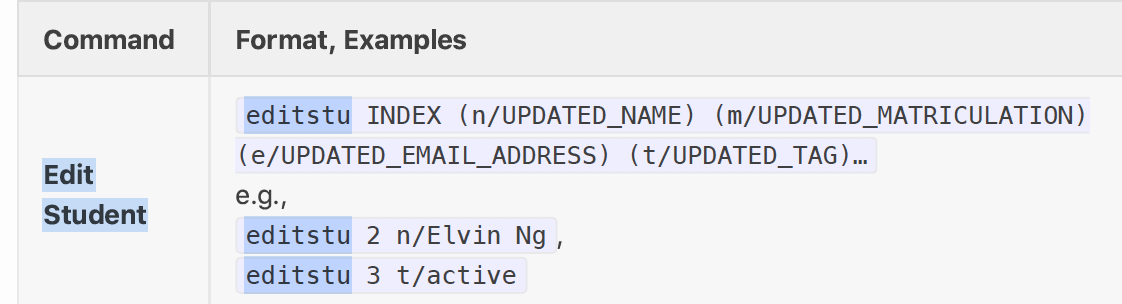 Command
Format, Examples
Edit
Student
editstu INDEX (n/UPDATED_NAME) (m/UPDATED_MATRICULATION)
(e/UPDATED_EMAIL_ADDRESS) (t/UPDATED_TAG)…
e.g.,
editstu 2 n/Elvin Ng,
editstu 3 t/active